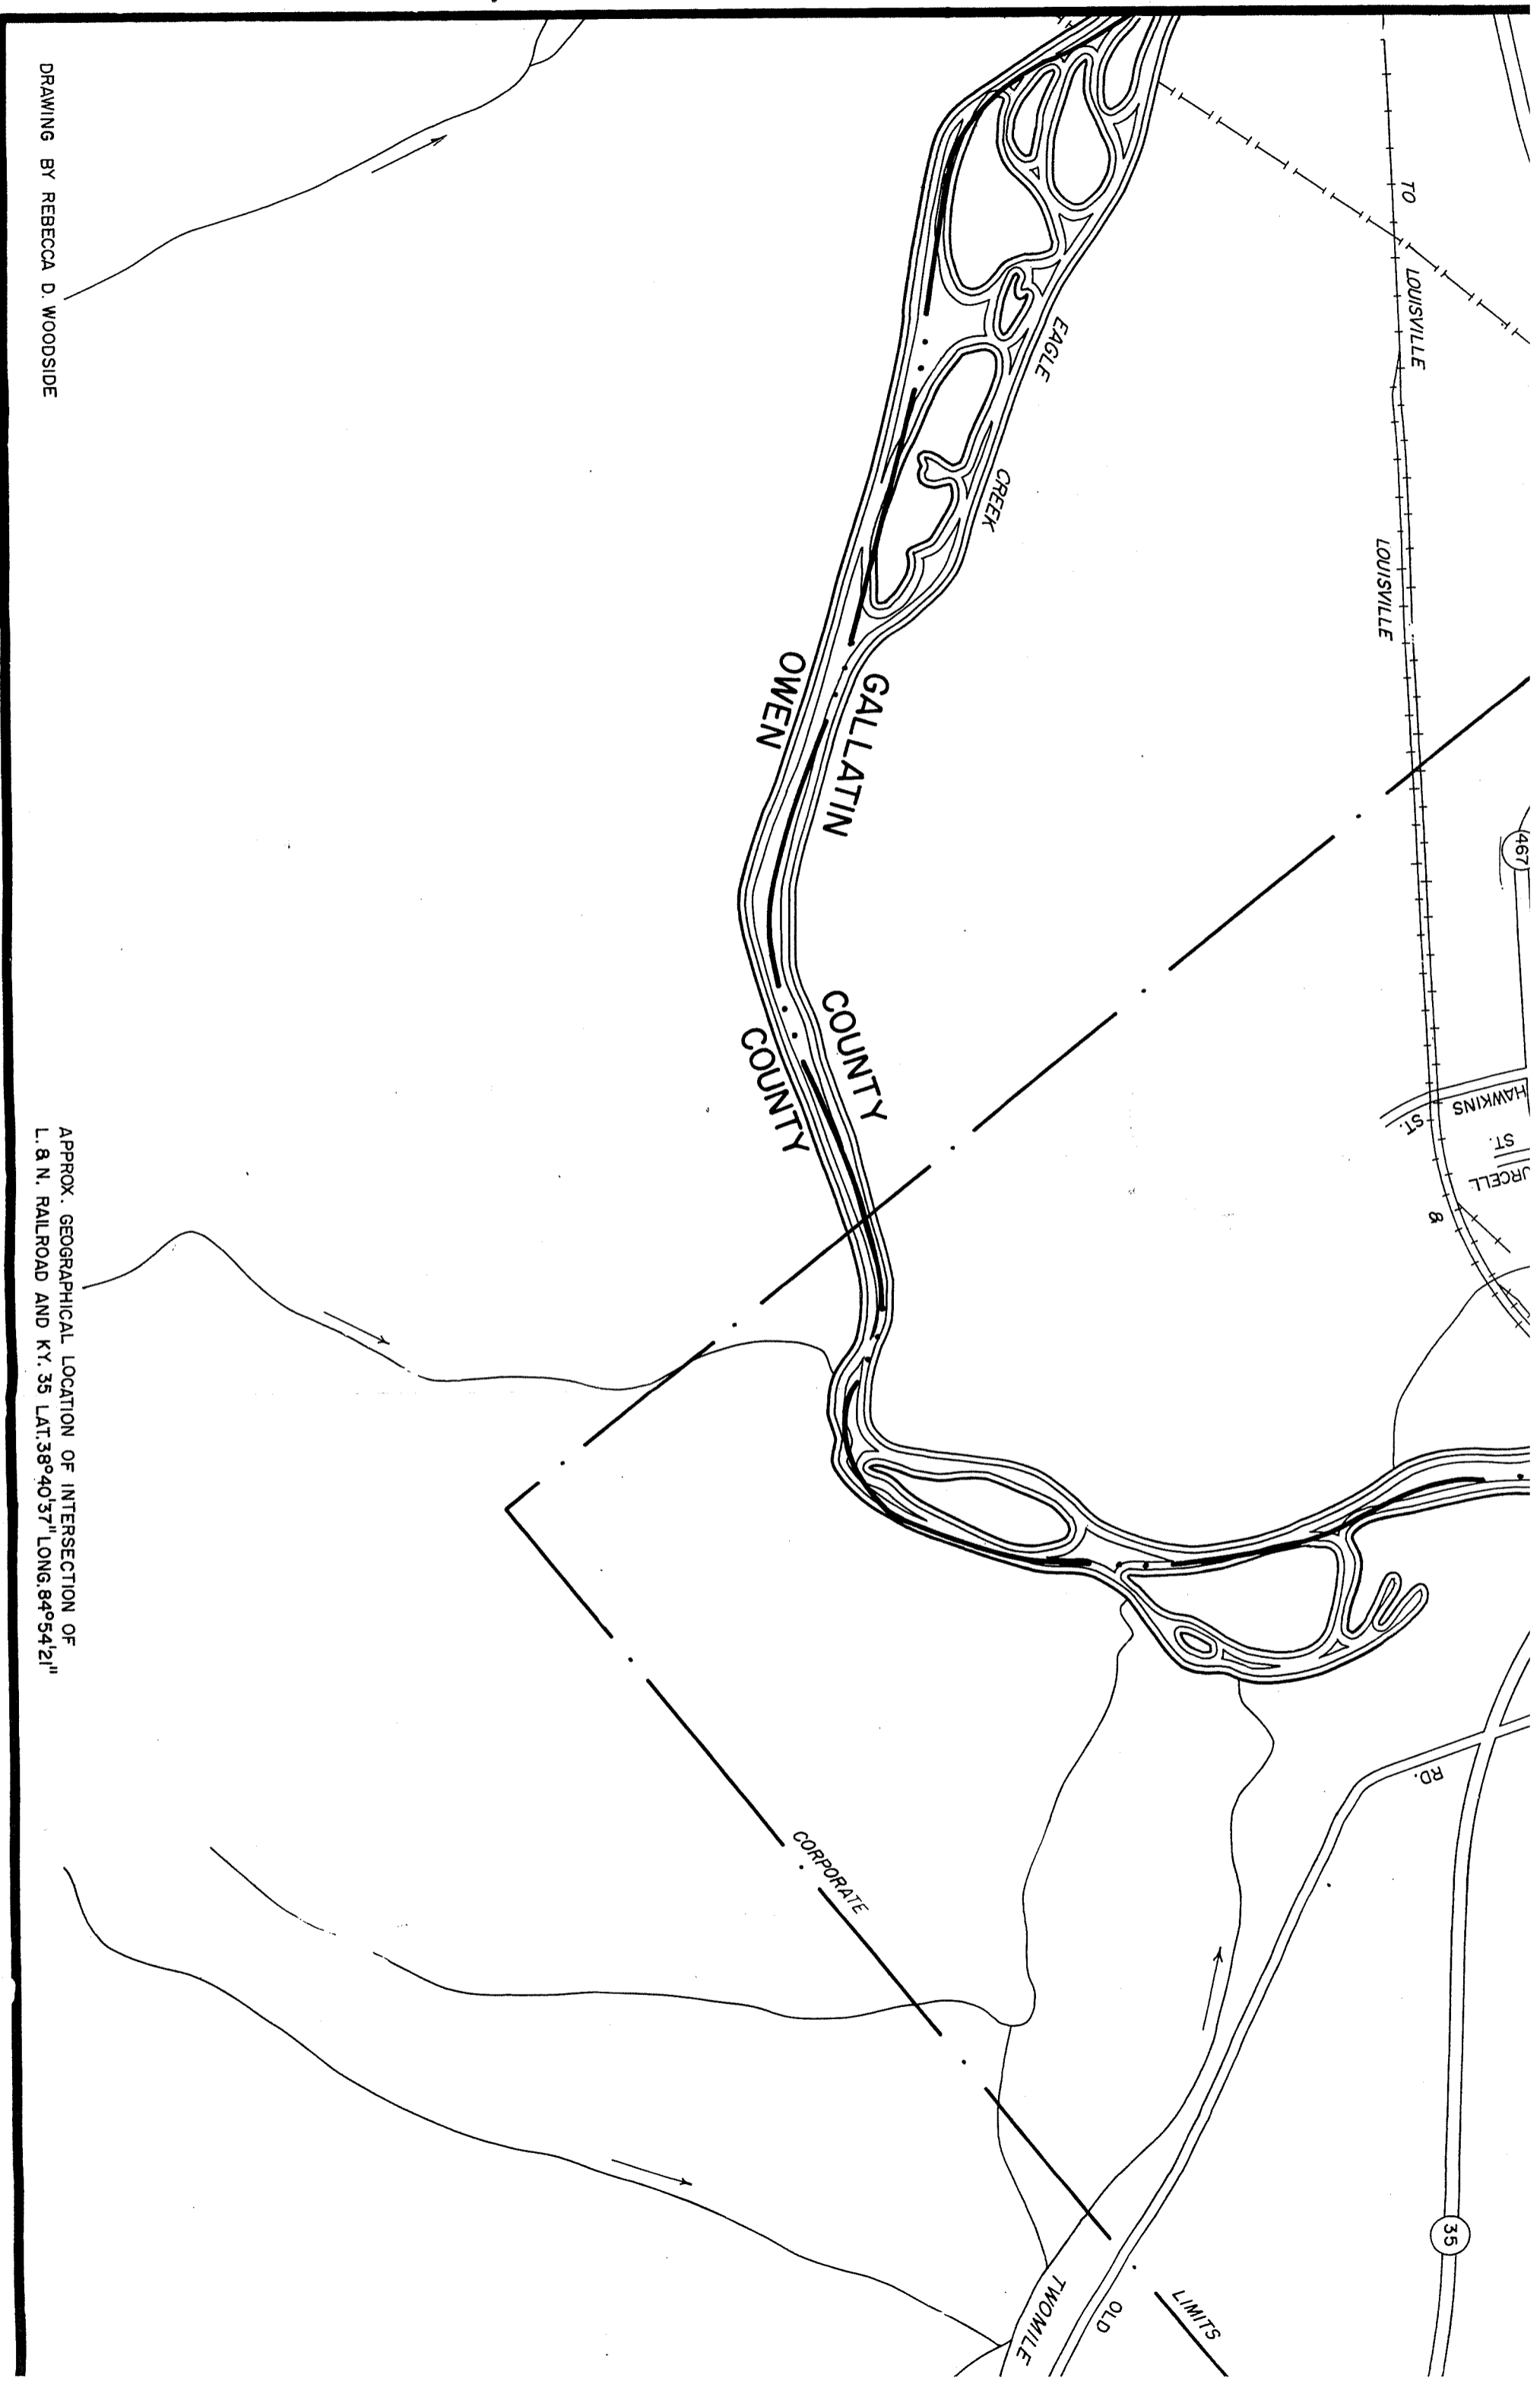 TO LOUISVILLE
467
LOUISVILLE
&
HAWKINS ST.
ST.
EAGLE CREEK
GALLATIN COUNTY
OWEN COUNTY
RD.
35
CORPORATE LIMITS
OLD
TWOMILE
DRAWING BY REBECCA D. WOODSIDE
APPROX. GEOGRAPHICAL LOCATION OF INTERSECTION OF
L. & N. RAILROAD AND KY. 35 LAT.38°40'37" LONG.84°54'21"